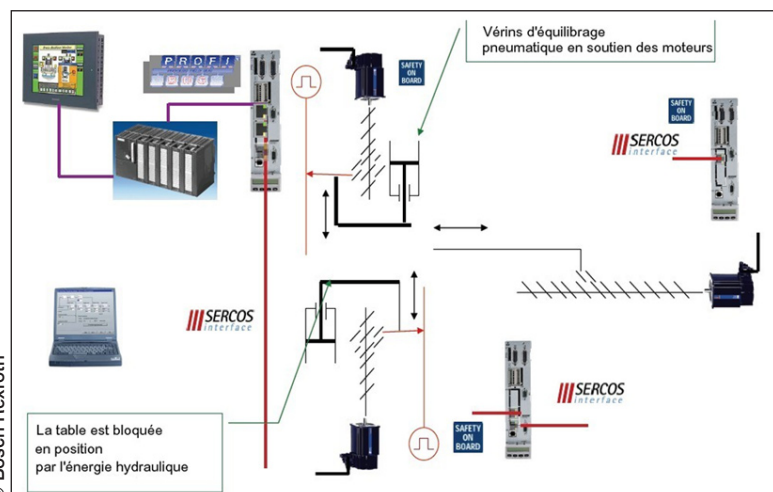 Vérins d'équilibrage
pneumatique en soutien des moteurs
PROFI
BUS
SAFETY
ON
BOARD
SAFETY
ON
BOARD
SERCOS
interface
SERCOS
interface
SERCOS
interface
SAFETY
ON
BOARD
La table est bloquée
en position
par l'énergie hydraulique
© Bosch Rexroth